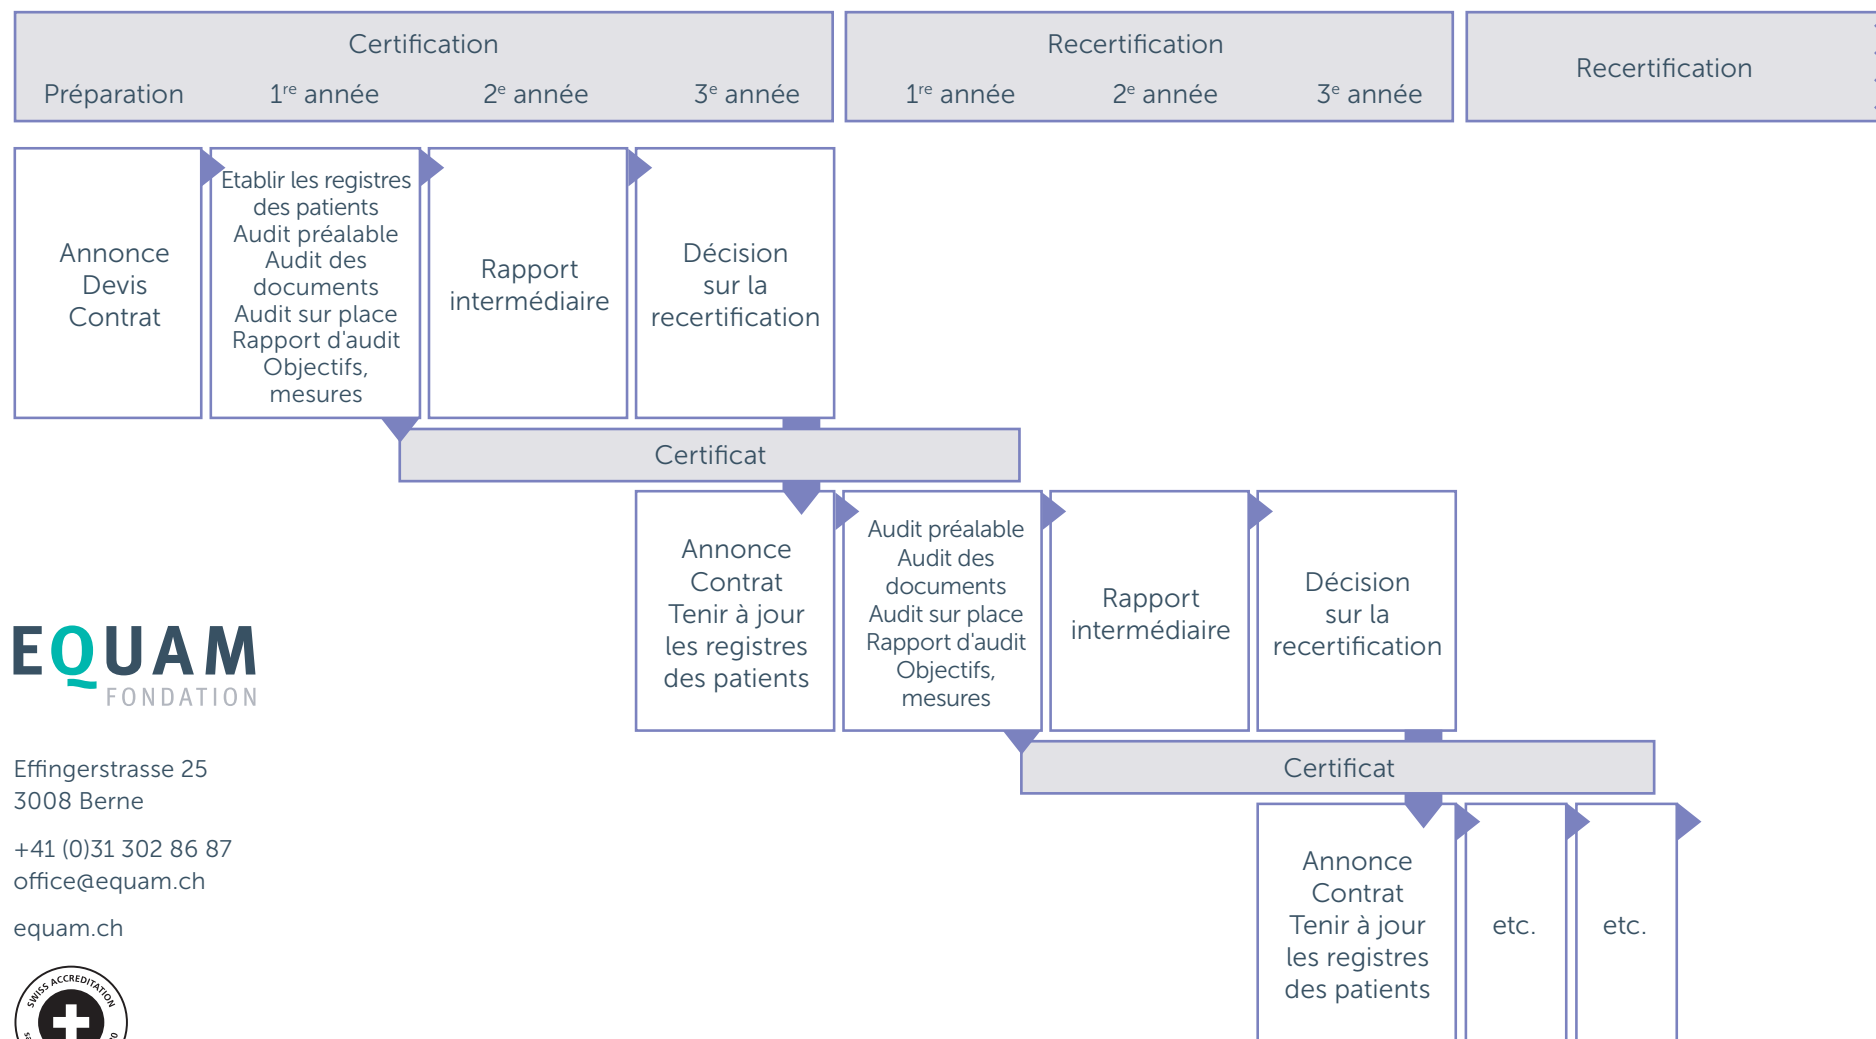 Certification
Préparation 1re année 2e année 3e année
Recertification
1re année 2e année 3e année
Recertification
Annonce
Devis
Contrat
Etablir les registres
des patients
Audit préalable
Audit des
documents
Audit sur place
Rapport d'audit
Objectifs,
mesures
Rapport
intermédiaire
Décision
sur la
recertification
Certificat
Annonce
Contrat
Tenir à jour
les registres
des patients
Audit préalable
Audit des
documents
Audit sur place
Rapport d'audit
Objectifs,
mesures
Rapport
intermédiaire
Décision
sur la
recertification
Certificat
Annonce
Contrat
Tenir à jour
les registres
des patients
etc.
etc.
EQUAM
FONDATION
Effingerstrasse 25
3008 Berne
+41 (0)31 302 86 87
office@equam.ch
equam.ch
SWISS ACCREDITATION